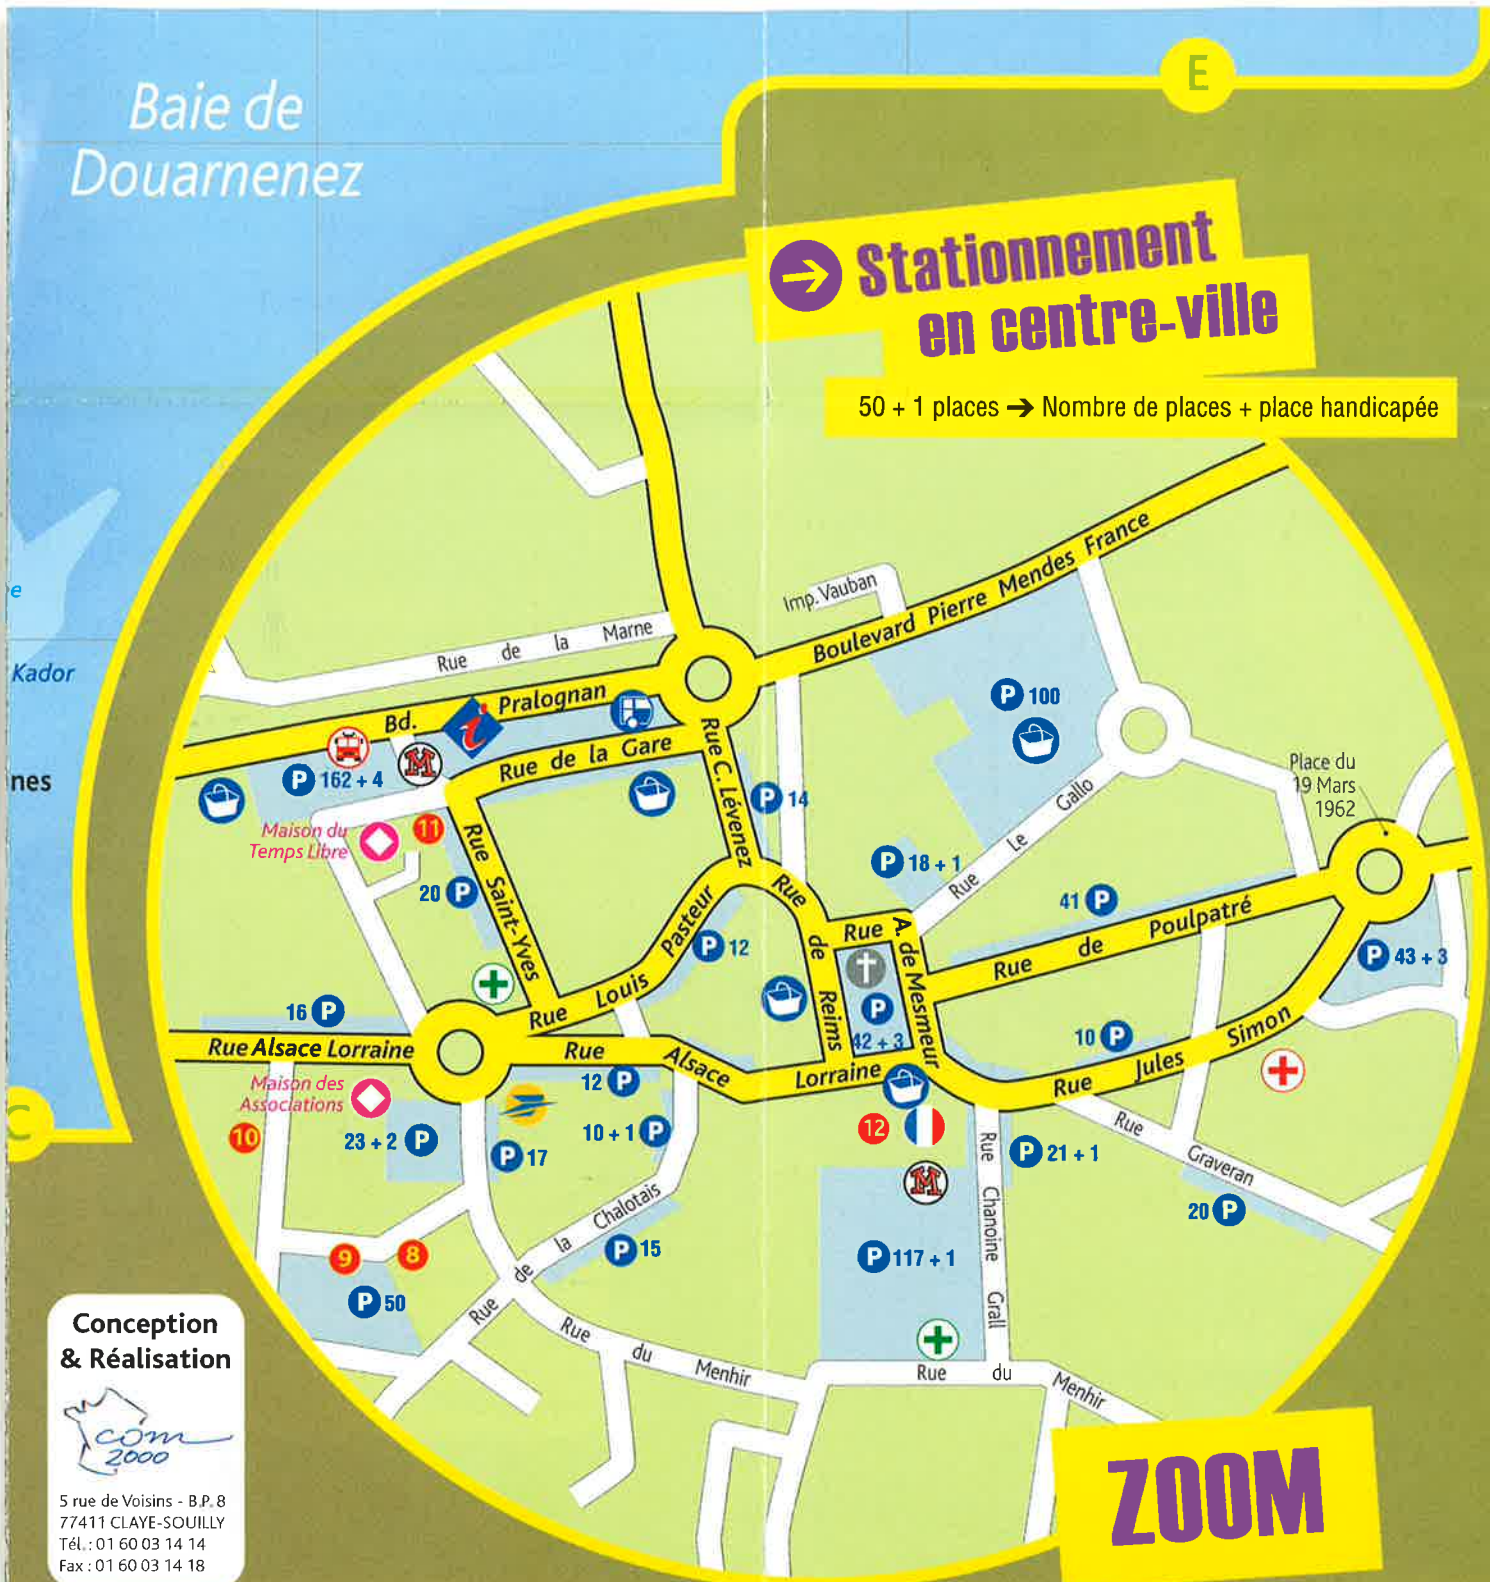 E
Baie de
Douarnenez
Stationnement
en centre-ville
50 + 1 places → Nombre de places + place handicapée
Imp. Vauban
Boulevard Pierre Mendes France
Kador
Rue de la Marne
Bd. Pralognan
i
P 100
nes
M
P 162 + 4
Rue de la Gare
Rue C. Lévenez
P 14
Place du
19 Mars
1962
Maison du
Temps Libre
11
Rue Le Gallo
P 18 + 1
20 P
Rue Saint-Yves
41 P
Rue de Poulpatré
P 12
Rue Louis Pasteur
Rue de Reims
Rue A. de Mesmeur
P 43 + 3
16 P
P
42 + 3
10 P
Rue Alsace Lorraine
Rue Alsace Lorraine
Rue Jules Simon
Maison des
Associations
12 P
C
10
23 + 2 P
P 17
10 + 1 P
12
P 21 + 1
Rue Graveran
M
Rue Chanoine Grall
20 P
Rue de la Chalotais
9
8
P 15
P 117 + 1
P 50
Rue du Menhir
Rue du Menhir
Conception
& Réalisation
com
2000
5 rue de Voisins - B.P. 8
77411 CLAYE-SOUILLY
Tél. : 01 60 03 14 14
Fax : 01 60 03 14 18
ZOOM